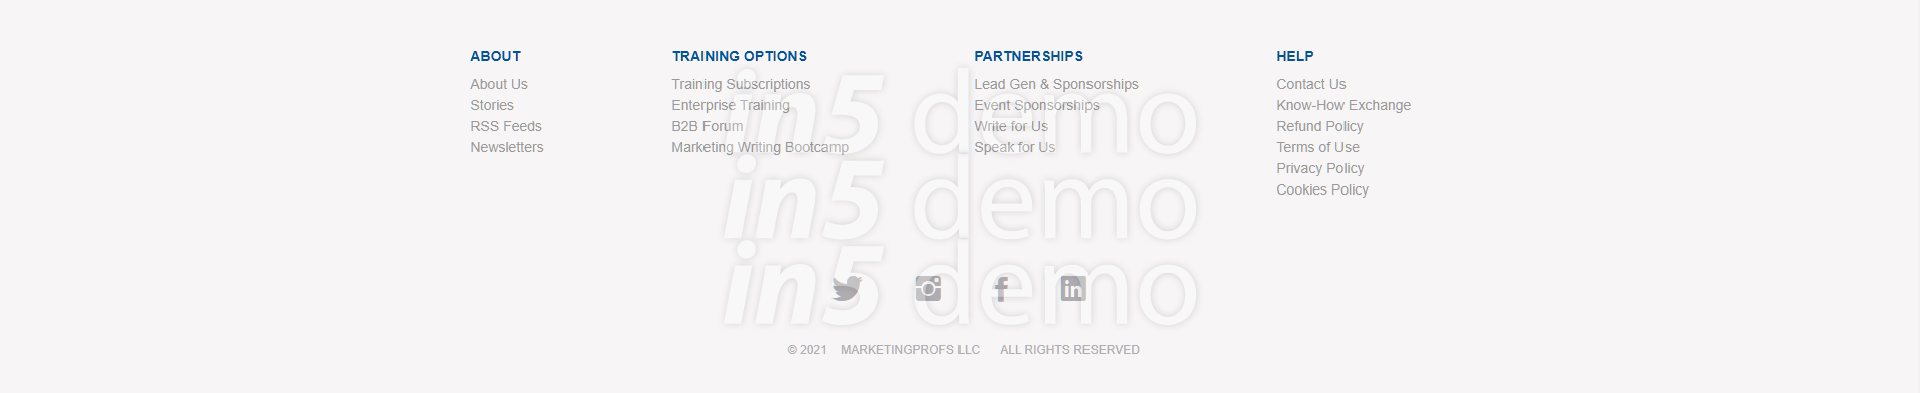 ABOUT
About Us
Stories
RSS Feeds
Newsletters
TRAINING OPTIONS
Training Subscriptions
Enterprise Training
B2B Forum
Marketing Writing Bootcamp
PARTNERSHIPS
Lead Gen & Sponsorships
Event Sponsorships
Write for Us
Speak for Us
HELP
Contact Us
Know-How Exchange
Refund Policy
Terms of Use
Privacy Policy
Cookies Policy
in5 demo
in5 demo
in5 demo
in
© 2021 MARKETINGPROFS LLC ALL RIGHTS RESERVED